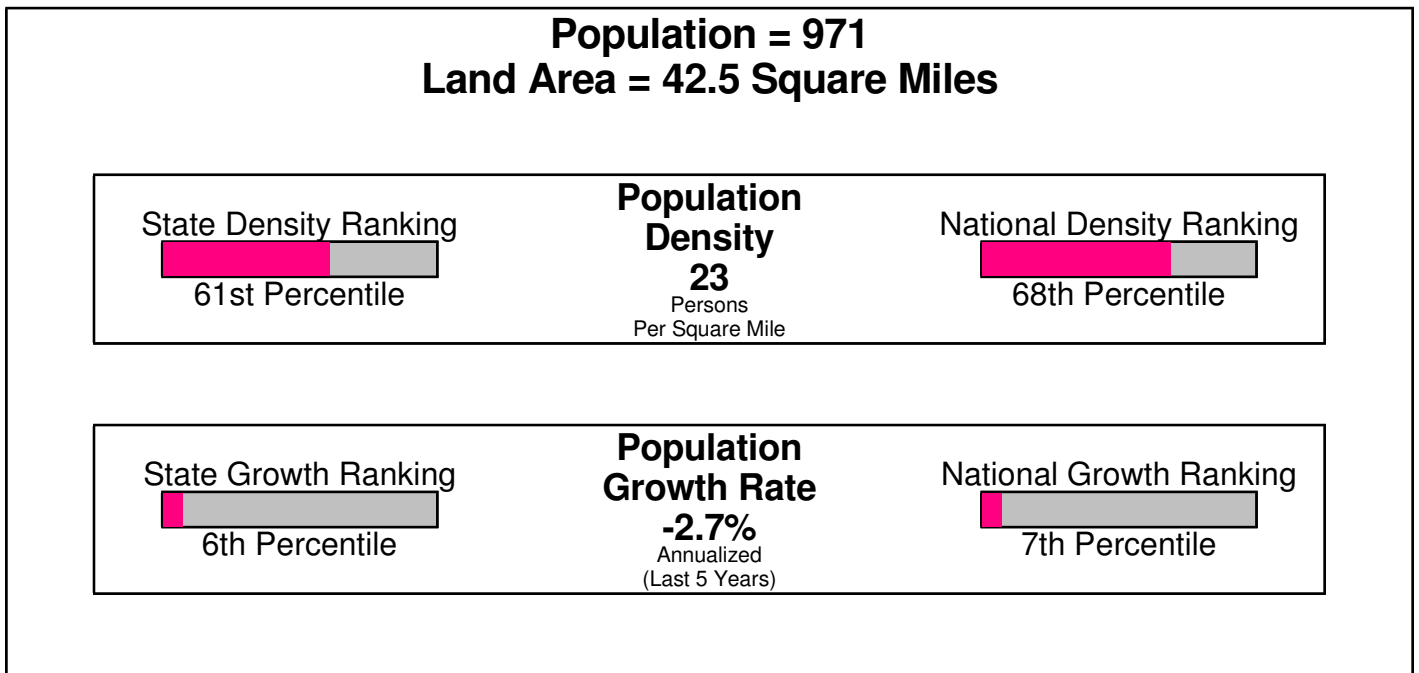 Population = 971
Land Area = 42.5 Square Miles
State Density Ranking
61st Percentile
Population
Density
23
Persons
Per Square Mile
National Density Ranking
68th Percentile
State Growth Ranking
6th Percentile
Population
Growth Rate
-2.7%
Annualized
(Last 5 Years)
National Growth Ranking
7th Percentile